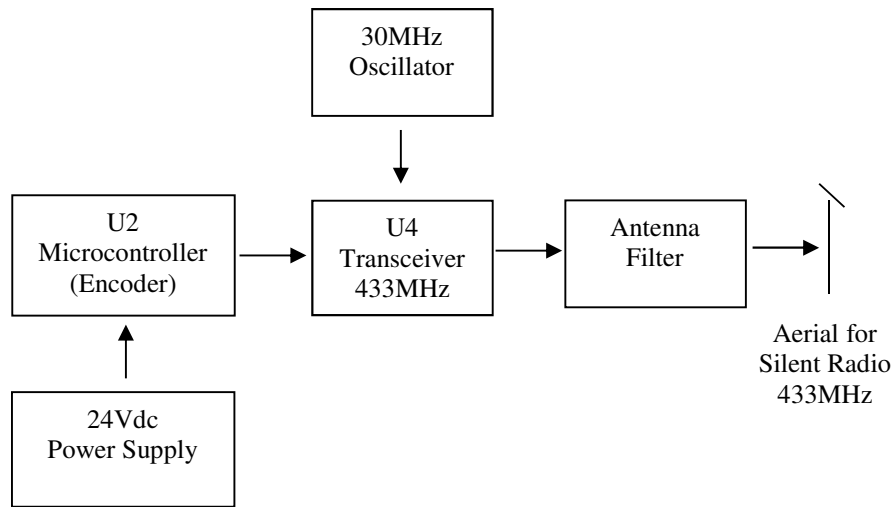 30MHz
Oscillator
U2
Microcontroller
(Encoder)
U4
Transceiver
433MHz
Antenna
Filter
Aerial for
Silent Radio
433MHz
24Vdc
Power Supply